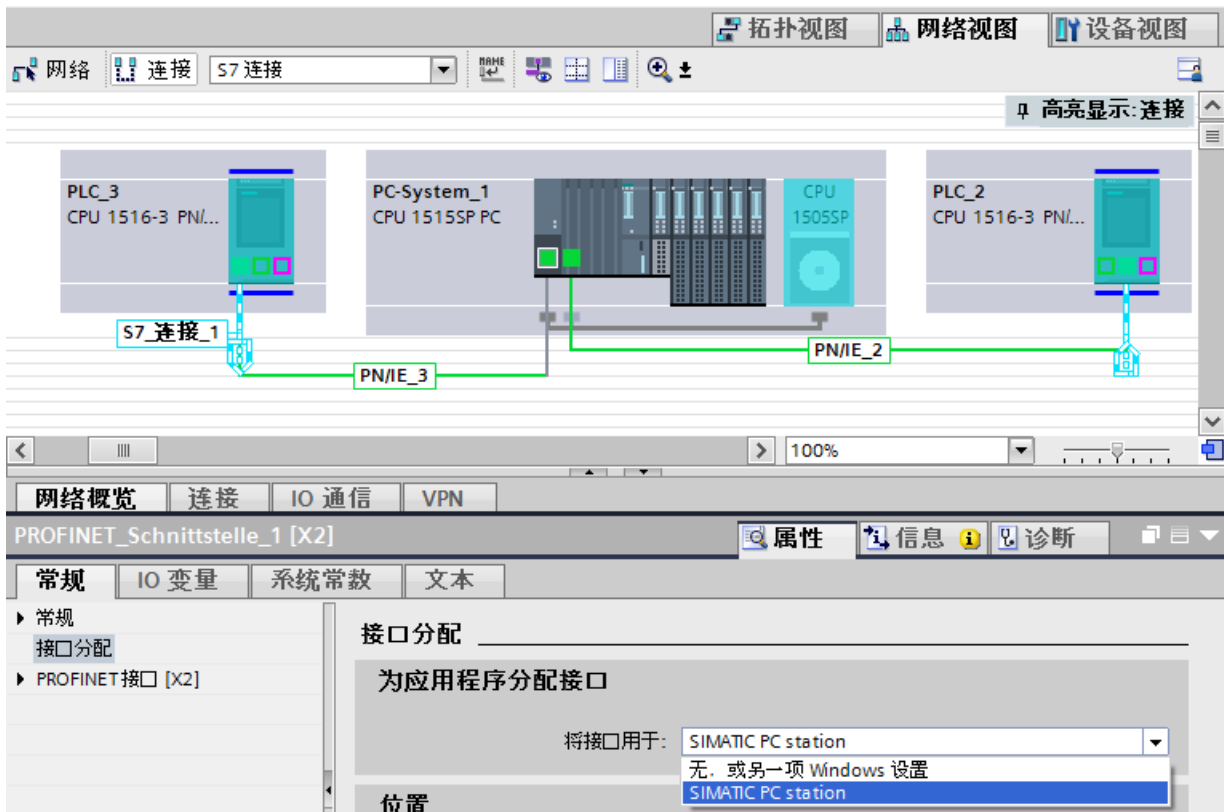 拓扑视图 网络视图 设备视图
网络 连接 S7 连接 NAME
高亮显示:连接
PLC_3
CPU 1516-3 PN/...
PC-System_1
CPU 1515SP PC
CPU
1505SP
PLC_2
CPU 1516-3 PN/...
S7_连接_1
PN/IE_2
PN/IE_3
100%
网络概览 连接 IO 通信 VPN
PROFINET_Schnittstelle_1 [X2] 属性 信息 诊断
常规 IO 变量 系统常数 文本
常规
接口分配
PROFINET接口 [X2]
接口分配
为应用程序分配接口
将接口用于: SIMATIC PC station
无．或另一项 Windows 设置
SIMATIC PC station
位置